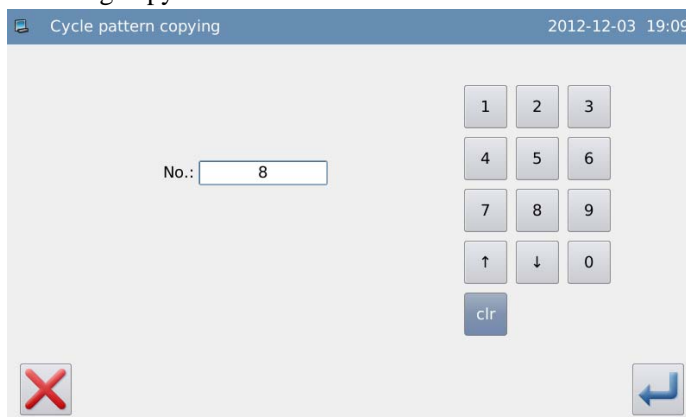 Cycle pattern copying 2012-12-03 19:09
1 2 3
No.: 8
4 5 6
7 8 9
↑ ↓ 0
clr